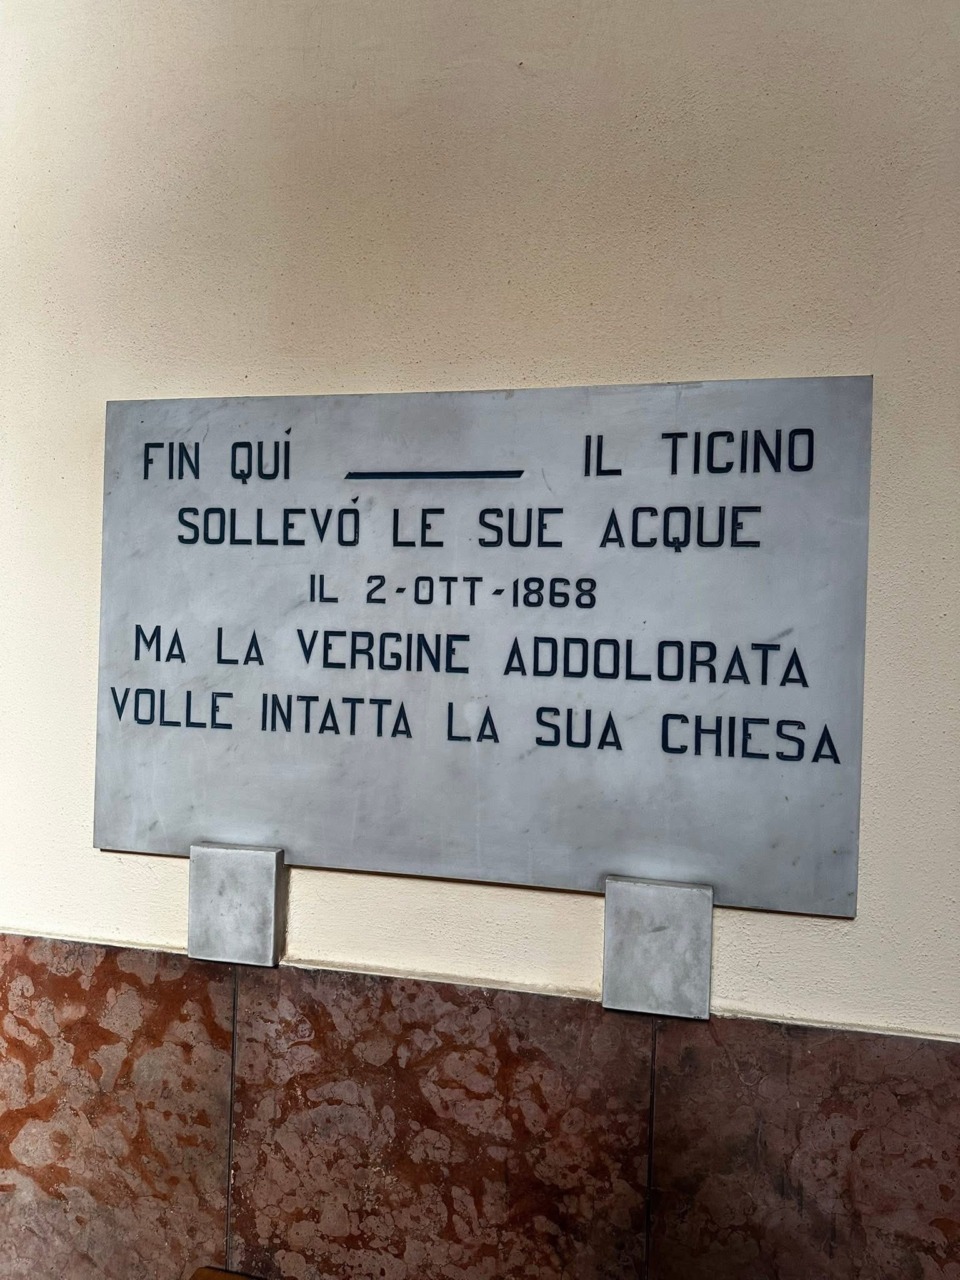 FIN QUÍ ———— IL TICINO
SOLLEVÓ LE SUE ACQUE
IL 2-OTT-1868
MA LA VERGINE ADDOLORATA
VOLLE INTATTA LA SUA CHIESA